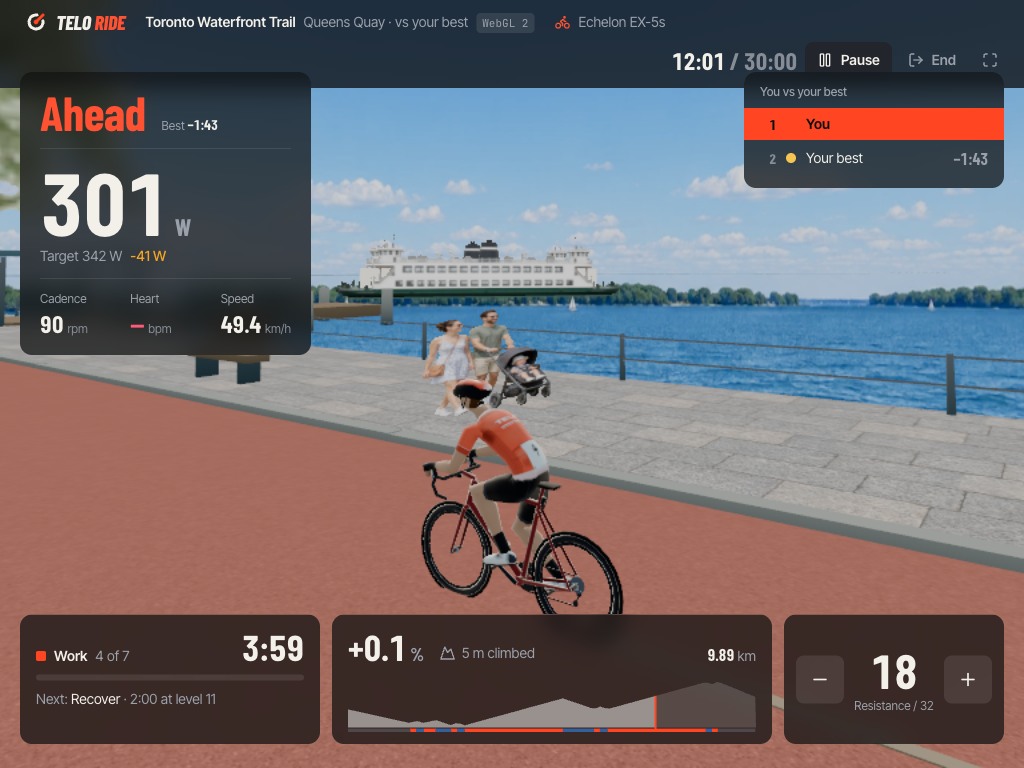 TELO RIDE Toronto Waterfront Trail Queens Quay · vs your best WebGL 2 Echelon EX-5s
12:01 / 30:00 Pause End
Ahead Best −1:43
301 W
Target 342 W -41 W
Cadence Heart Speed
90 rpm – bpm 49.4 km/h
You vs your best
1 You
2 Your best −1:43
Work 4 of 7 3:59
Next: Recover · 2:00 at level 11
+0.1 % 5 m climbed 9.89 km
− 18 +
Resistance / 32